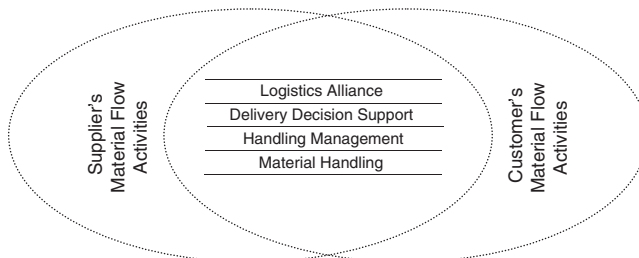 Supplier's
Material Flow
Activities
Logistics Alliance
Delivery Decision Support
Handling Management
Material Handling
Customer's
Material Flow
Activities